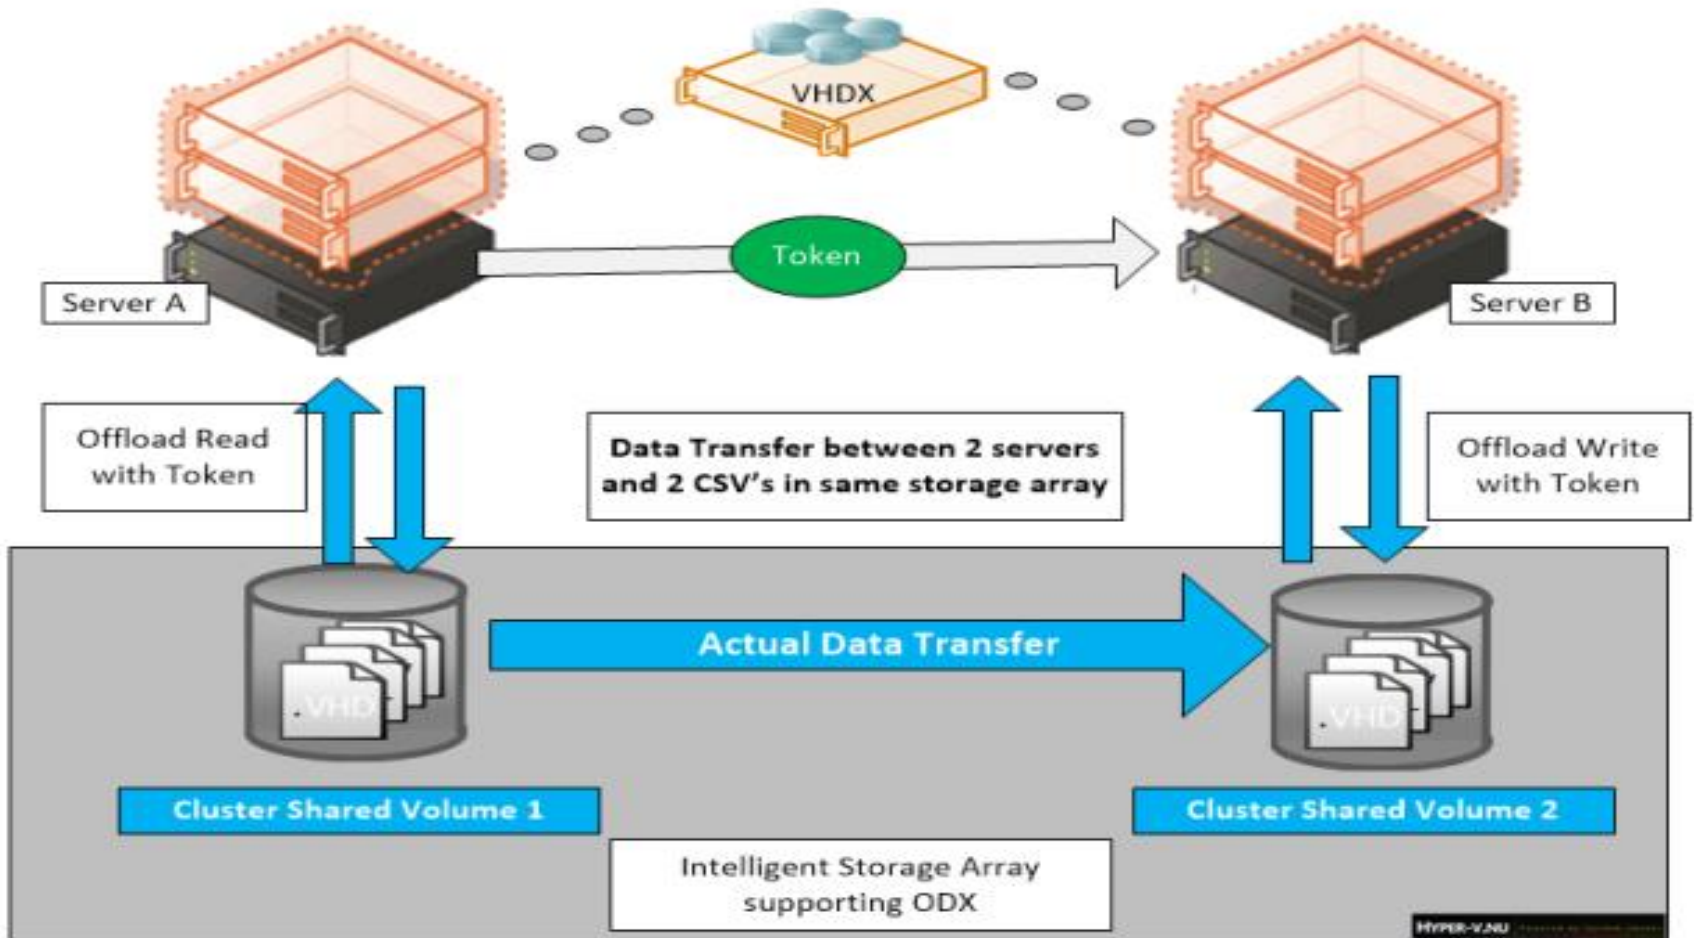 VHDX
Token
Server A
Server B
Offload Read
with Token
Data Transfer between 2 servers
and 2 CSV's in same storage array
Offload Write
with Token
Actual Data Transfer
.VHD
.VHD
Cluster Shared Volume 1
Cluster Shared Volume 2
Intelligent Storage Array
supporting ODX
HYPER-V.NU